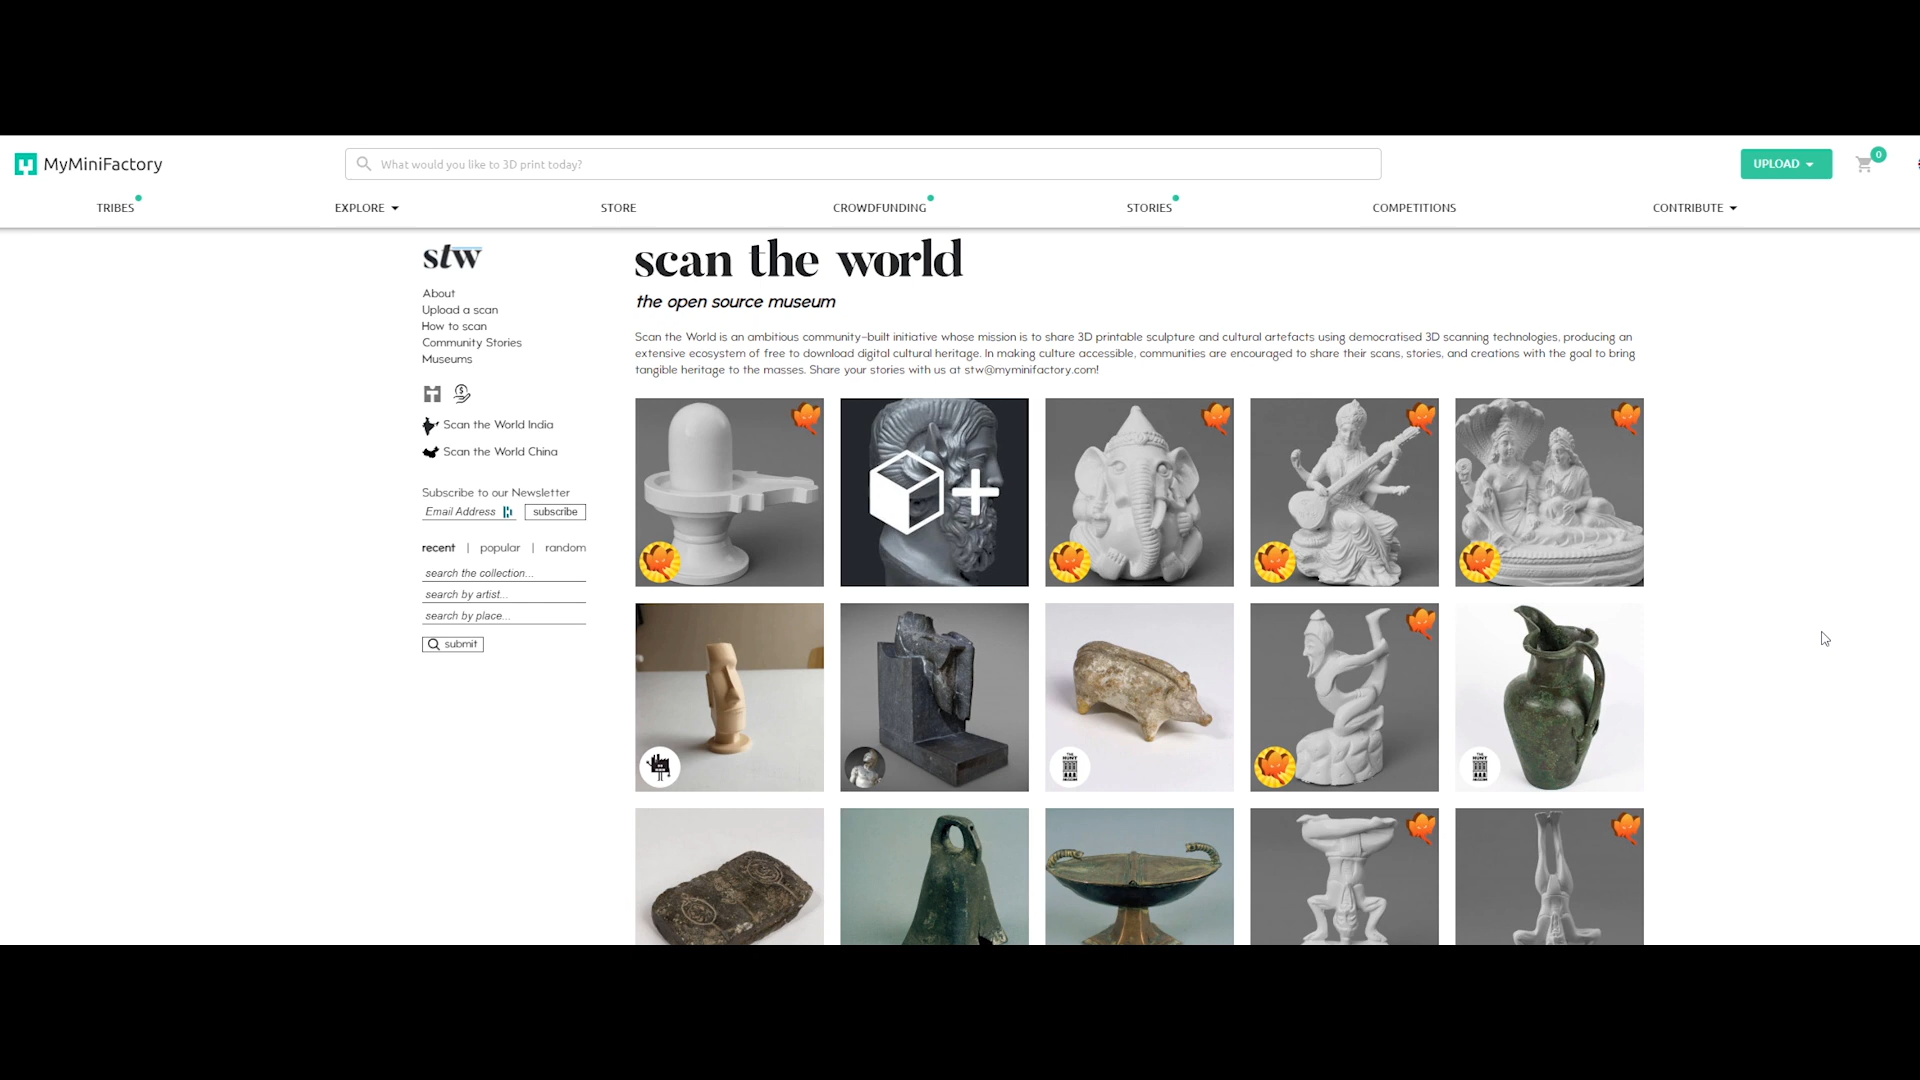 MyMiniFactory
What would you like to 3D print today?
UPLOAD
0
TRIBES
EXPLORE
STORE
CROWDFUNDING
STORIES
COMPETITIONS
CONTRIBUTE
stw
About
Upload a scan
How to scan
Community Stories
Museums
Scan the World India
Scan the World China
Subscribe to our Newsletter
Email Address
subscribe
recent | popular | random
search the collection...
search by artist...
search by place...
submit
scan the world
the open source museum
Scan the World is an ambitious community-built initiative whose mission is to share 3D printable sculpture and cultural artefacts using democratised 3D scanning technologies, producing an
extensive ecosystem of free to download digital cultural heritage. In making culture accessible, communities are encouraged to share their scans, stories, and creations with the goal to bring
tangible heritage to the masses. Share your stories with us at stw@myminifactory.com!
THE
HUNT
MUSEUM
THE
HUNT
MUSEUM